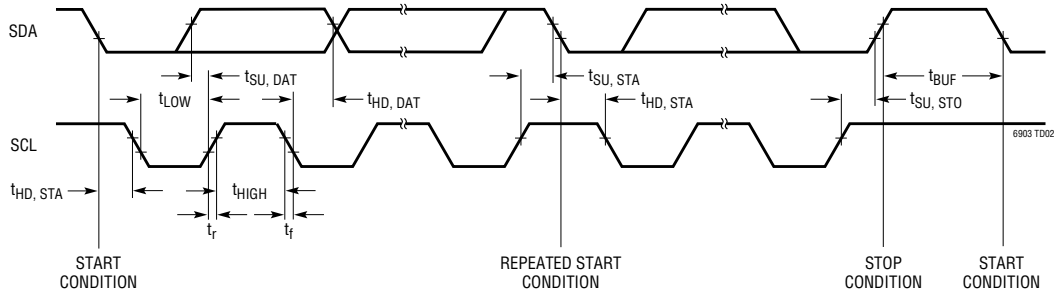 SDA
tSU, DAT
tSU, STA
tBUF
tLOW
tHD, DAT
tHD, STA
tSU, STO
6903 TD02
SCL
tHD, STA
tHIGH
tr
tf
START
CONDITION
REPEATED START
CONDITION
STOP
CONDITION
START
CONDITION